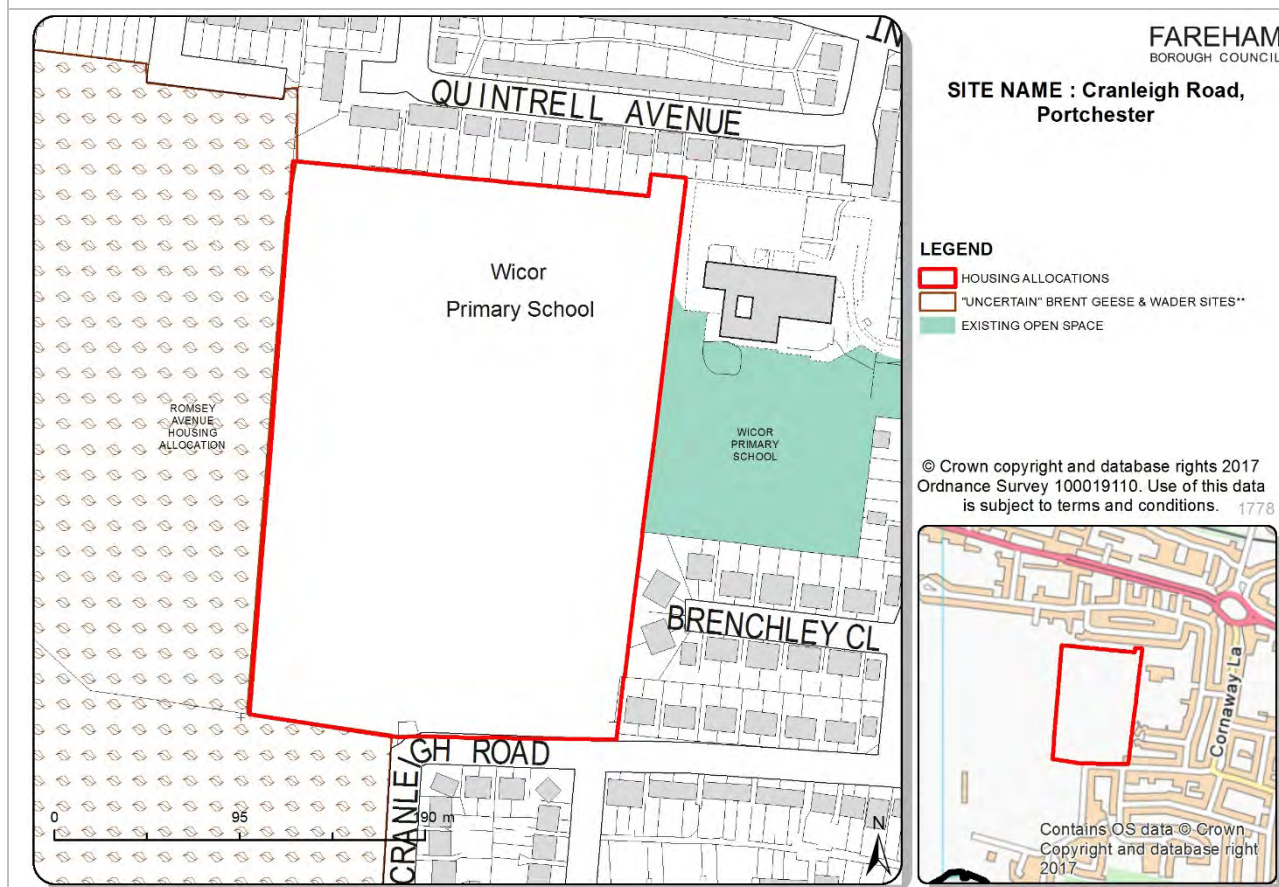 QUINTRELL AVENUE
Wicor
Primary School
ROMSEY
AVENUE
HOUSING
ALLOCATION
WICOR
PRIMARY
SCHOOL
BRENCHLEY CL
CRANLEIGH ROAD
0 95 90 m
N
FAREHAM
BOROUGH COUNCIL
SITE NAME : Cranleigh Road,
Portchester
LEGEND
HOUSING ALLOCATIONS
"UNCERTAIN" BRENT GEESE & WADER SITES**
EXISTING OPEN SPACE
© Crown copyright and database rights 2017
Ordnance Survey 100019110. Use of this data
is subject to terms and conditions. 1778
Cornaway La
Contains OS data © Crown
Copyright and database right
2017